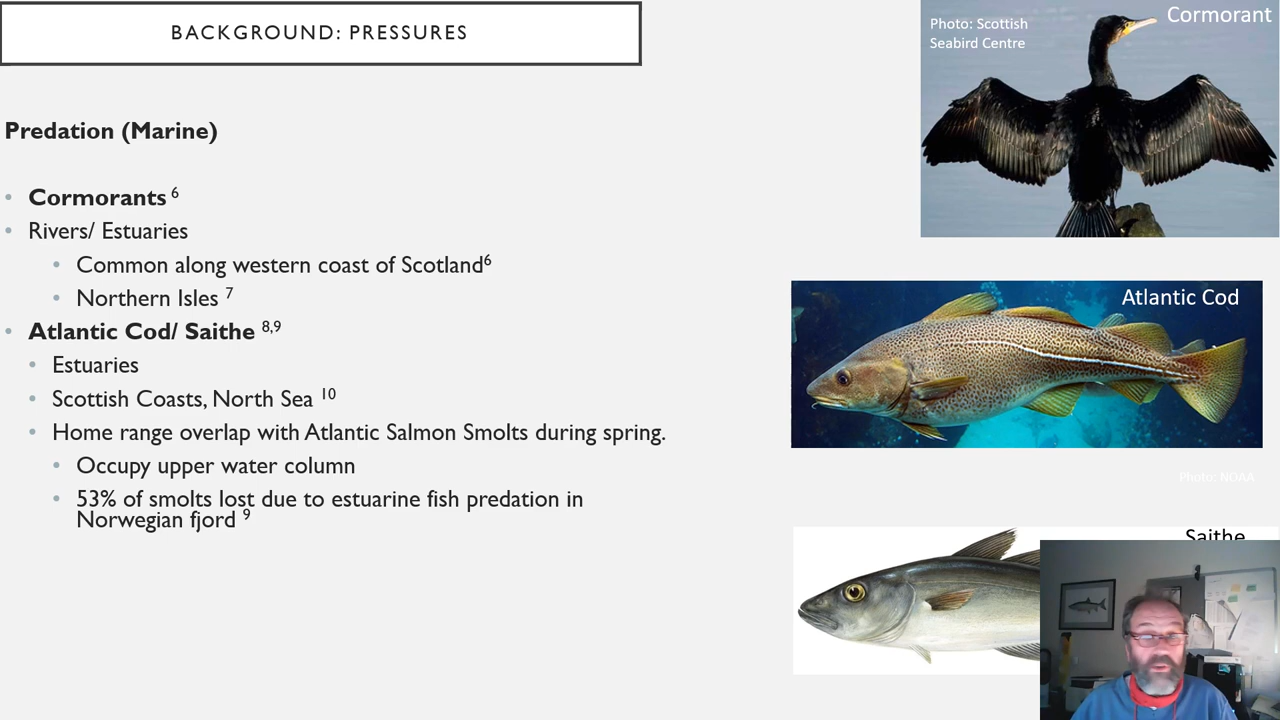 BACKGROUND: PRESSURES
Photo: Scottish
Seabird Centre
Cormorant
Predation (Marine)
• Cormorants 6
• Rivers/ Estuaries
• Common along western coast of Scotland6
• Northern Isles 7
• Atlantic Cod/ Saithe 8,9
• Estuaries
• Scottish Coasts, North Sea 10
• Home range overlap with Atlantic Salmon Smolts during spring.
• Occupy upper water column
• 53% of smolts lost due to estuarine fish predation in
Norwegian fjord 9
Atlantic Cod
Photo: NOAA
Saithe